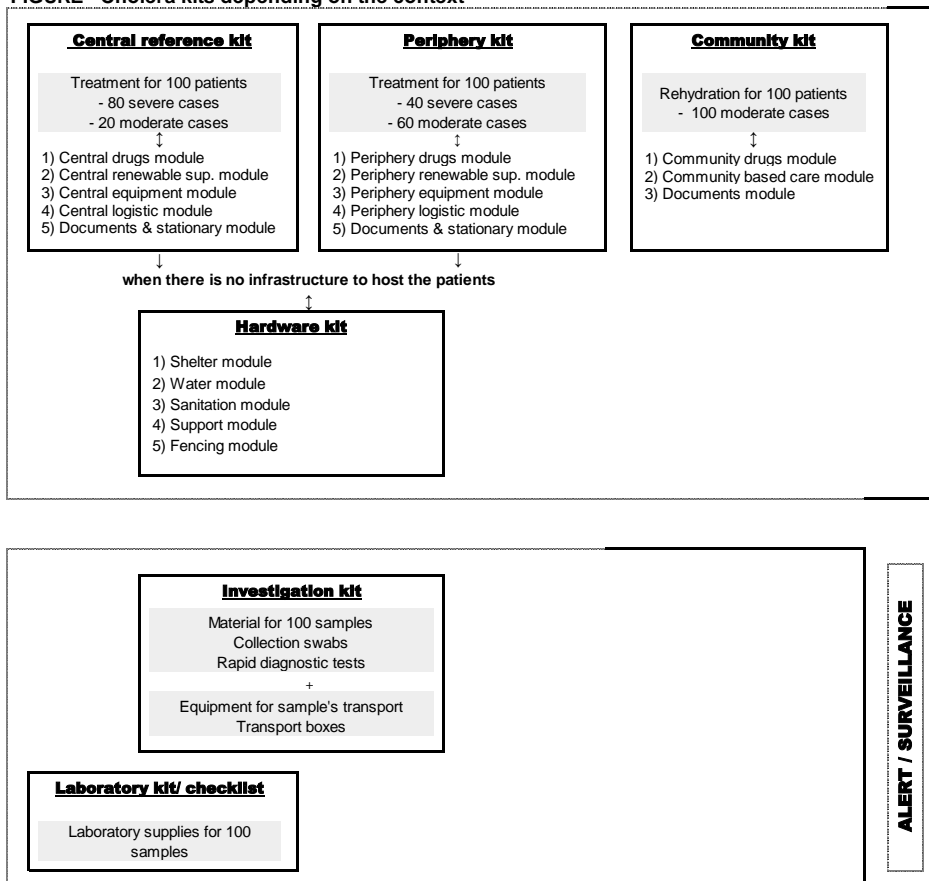 FIGURE - Cholera kits depending on the context
Central reference kit
Treatment for 100 patients
- 80 severe cases
- 20 moderate cases
↕
1) Central drugs module
2) Central renewable sup. module
3) Central equipment module
4) Central logistic module
5) Documents & stationary module
↓
Periphery kit
Treatment for 100 patients
- 40 severe cases
- 60 moderate cases
↕
1) Periphery drugs module
2) Periphery renewable sup. module
3) Periphery equipment module
4) Periphery logistic module
5) Documents & stationary module
↓
Community kit
Rehydration for 100 patients
- 100 moderate cases
↕
1) Community drugs module
2) Community based care module
3) Documents module
when there is no infrastructure to host the patients
↕
Hardware kit
1) Shelter module
2) Water module
3) Sanitation module
4) Support module
5) Fencing module
Investigation kit
Material for 100 samples
Collection swabs
Rapid diagnostic tests
+
Equipment for sample's transport
Transport boxes
Laboratory kit/ checklist
Laboratory supplies for 100
samples
ALERT / SURVEILLANCE